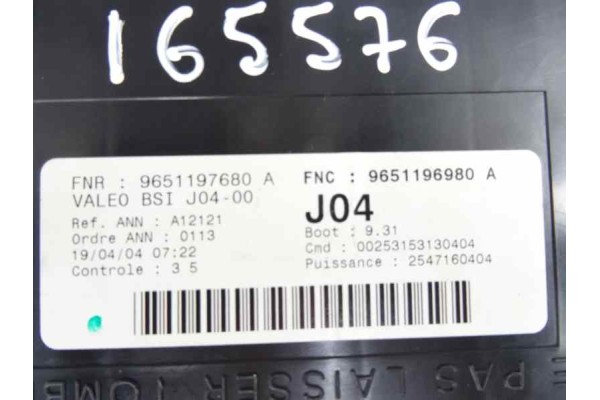 165576
FNR : 9651197680 A
VALEO BSI J04-00
Ref. ANN : A12121
Ordre ANN : 0113
19/04/04 07:22
Controle : 3 5
FNC : 9651196980 A
J04
Boot : 9.31
Cmd : 00253153130404
Puissance : 2547160404
E PAS LAISSER TOMB